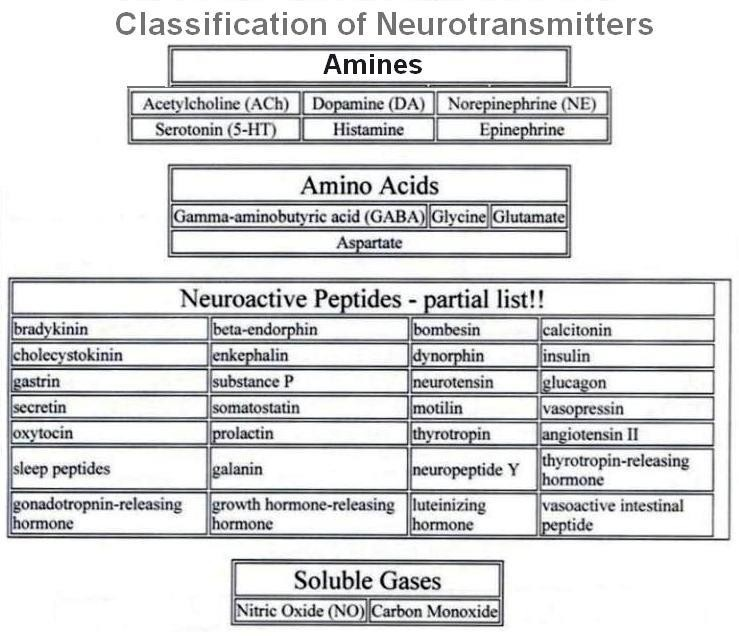 Classification of Neurotransmitters
Amines
Acetylcholine (ACh) Dopamine (DA) Norepinephrine (NE)
Serotonin (5-HT) Histamine Epinephrine
Amino Acids
Gamma-aminobutyric acid (GABA) Glycine Glutamate
Aspartate
Neuroactive Peptides - partial list!!
bradykinin beta-endorphin bombesin calcitonin
cholecystokinin enkephalin dynorphin insulin
gastrin substance P neurotensin glucagon
secretin somatostatin motilin vasopressin
oxytocin prolactin thyrotropin angiotensin II
sleep peptides galanin neuropeptide Y thyrotropin-releasing
hormone
gonadotropnin-releasing growth hormone-releasing luteinizing vasoactive intestinal
hormone hormone hormone peptide
Soluble Gases
Nitric Oxide (NO) Carbon Monoxide